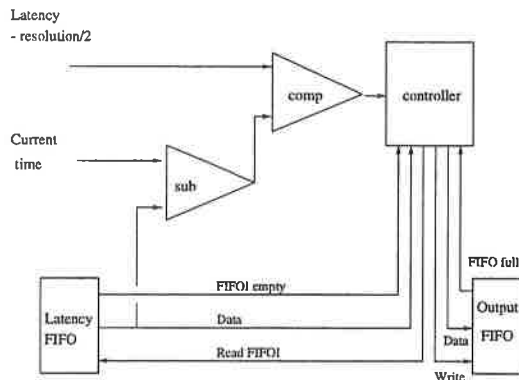 Latency
- resolution/2
comp
controller
Current
time
sub
FIFO full
FIFO1 empty
Latency
FIFO
Data
Output
FIFO
Data
Read FIFO1
Write